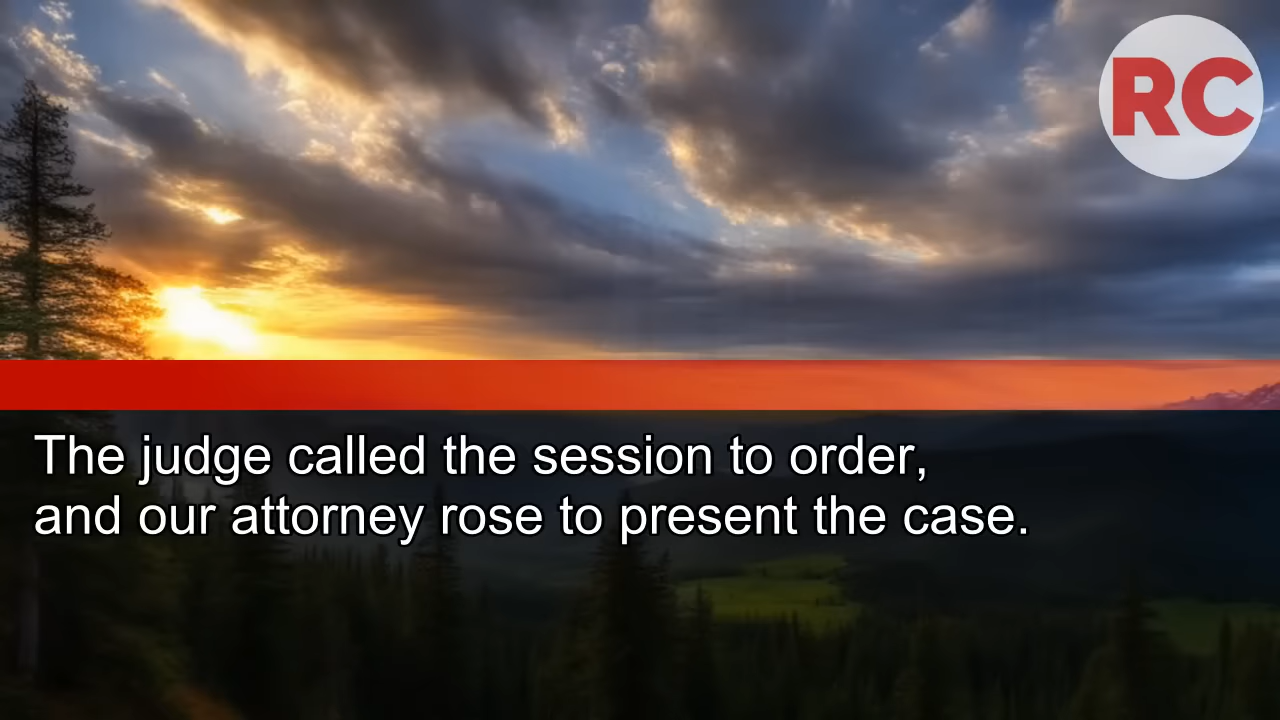 RC
The judge called the session to order,
and our attorney rose to present the case.